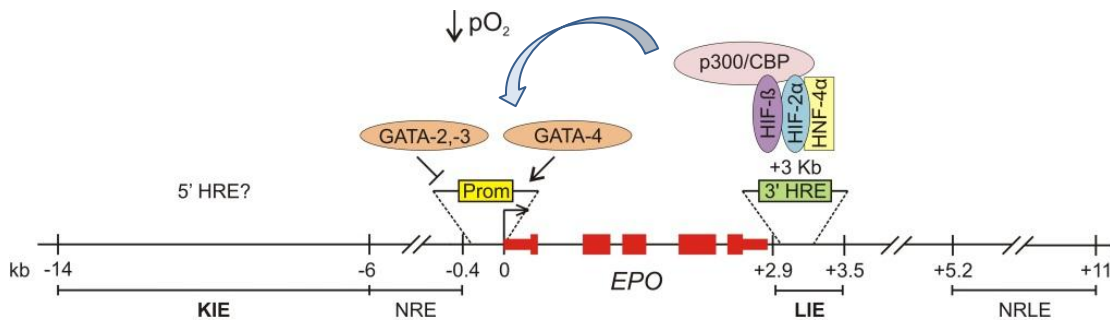 ↓ pO₂
p300/CBP
HIF-ß
HIF-2α
HNF-4α
GATA-2,-3
GATA-4
+3 Kb
5' HRE?
Prom
3' HRE
kb -14 -6 -0.4 0 +2.9 +3.5 +5.2 +11
EPO
KIE NRE LIE NRLE